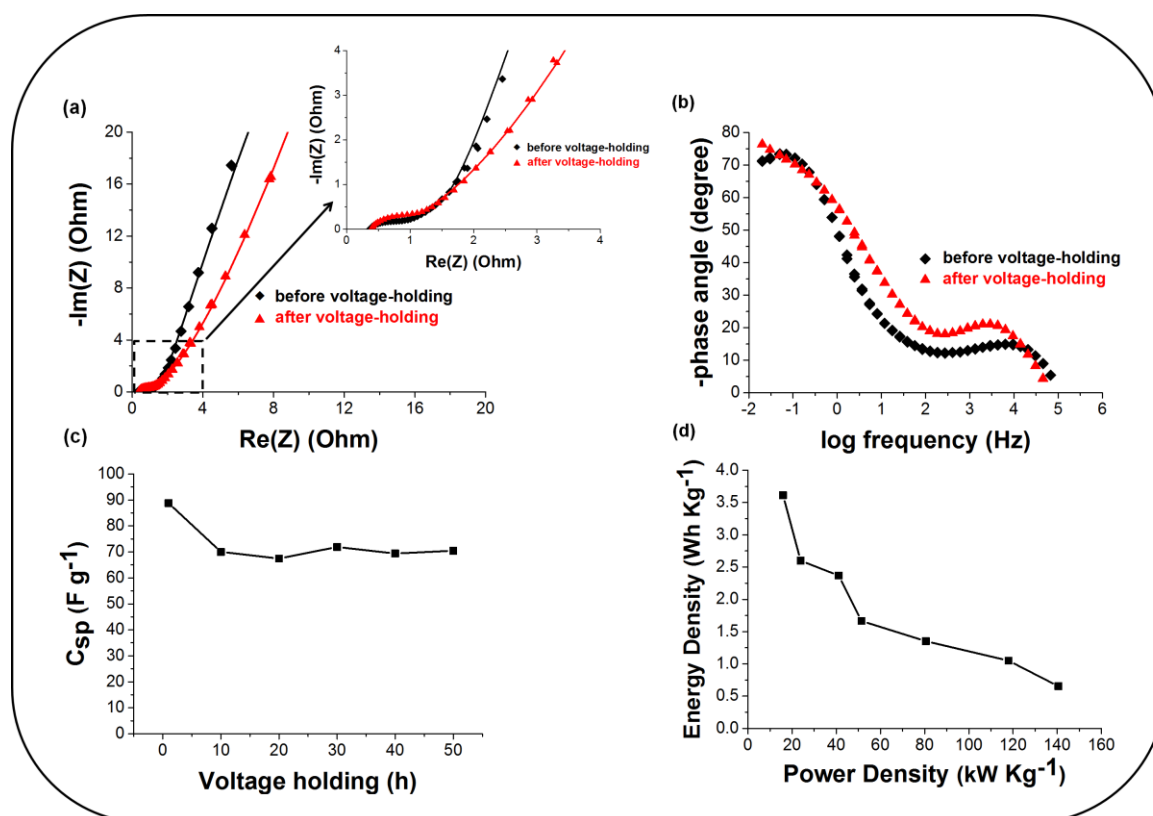 (a)
-Im(Z) (Ohm)
20
16
12
8
4
0
0 4 8 12 16 20
Re(Z) (Ohm)
before voltage-holding
after voltage-holding
-Im(Z) (Ohm)
4
3
2
1
0
0 1 2 3 4
Re(Z) (Ohm)
before voltage-holding
after voltage-holding
(b)
-phase angle (degree)
80
70
60
50
40
30
20
10
0
-2 -1 0 1 2 3 4 5 6
log frequency (Hz)
before voltage-holding
after voltage-holding
(c)
Csp (F g-1)
100
90
80
70
60
50
40
30
20
10
0
0 10 20 30 40 50
Voltage holding (h)
(d)
Energy Density (Wh Kg-1)
4.0
3.5
3.0
2.5
2.0
1.5
1.0
0.5
0.0
0 20 40 60 80 100 120 140 160
Power Density (kW Kg-1)